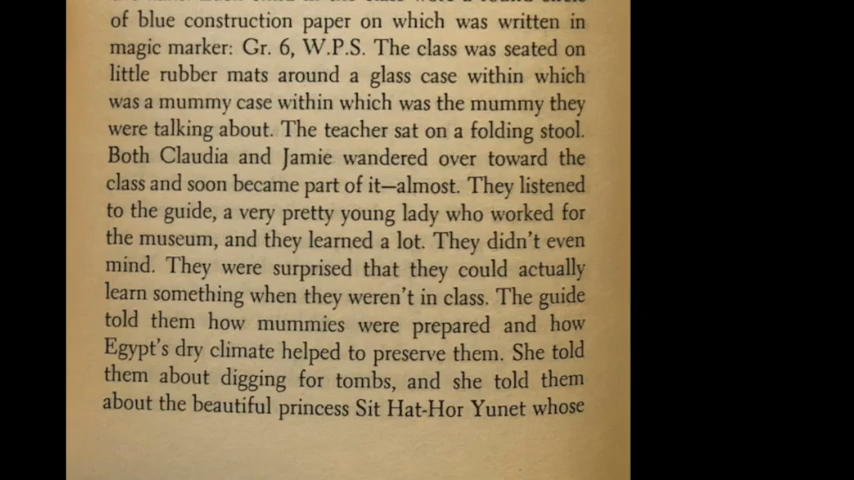 of blue construction paper on which was written in
magic marker: Gr. 6, W.P.S. The class was seated on
little rubber mats around a glass case within which
was a mummy case within which was the mummy they
were talking about. The teacher sat on a folding stool.
Both Claudia and Jamie wandered over toward the
class and soon became part of it—almost. They listened
to the guide, a very pretty young lady who worked for
the museum, and they learned a lot. They didn't even
mind. They were surprised that they could actually
learn something when they weren't in class. The guide
told them how mummies were prepared and how
Egypt's dry climate helped to preserve them. She told
them about digging for tombs, and she told them
about the beautiful princess Sit Hat-Hor Yunet whose